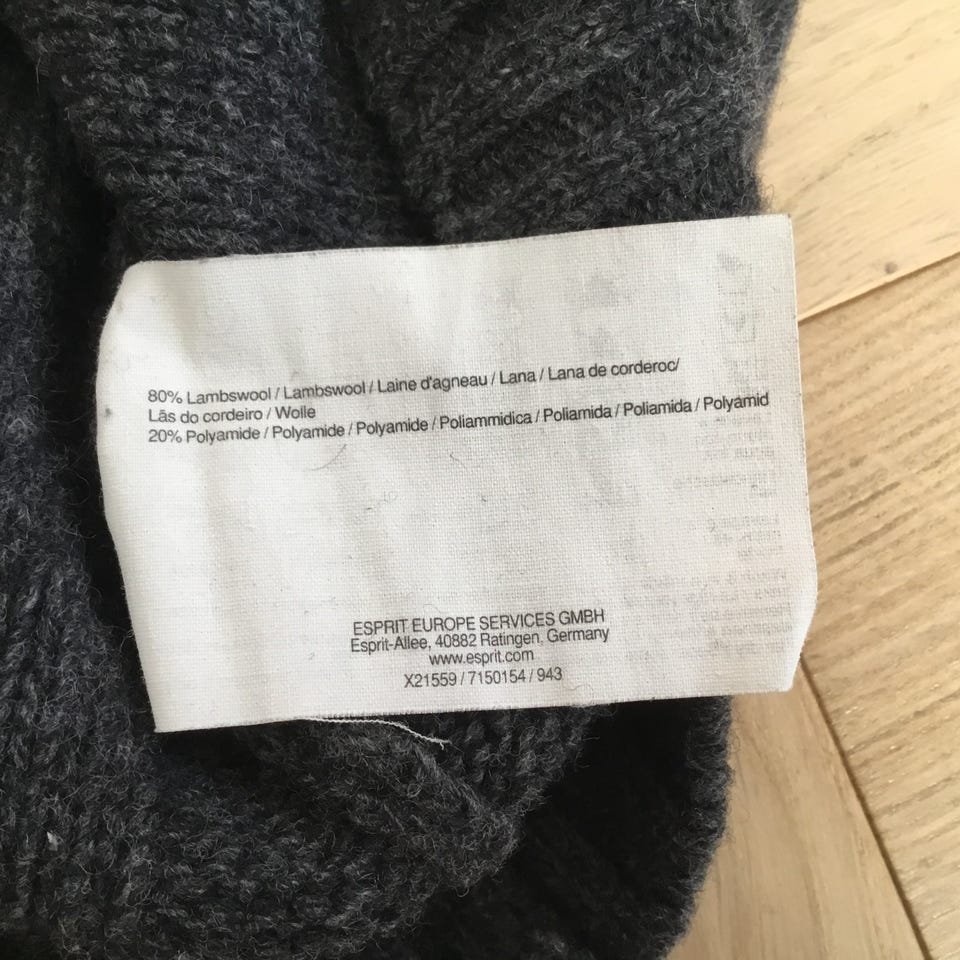 80% Lambswool / Lambswool / Laine d'agneau / Lana / Lana de corderoc/
Lãs do cordeiro / Wolle
20% Polyamide / Polyamide / Polyamide / Poliammidica / Poliamida / Poliamida / Polyamid
ESPRIT EUROPE SERVICES GMBH
Esprit-Allee, 40882 Ratingen, Germany
www.esprit.com
X21559 / 7150154 / 943